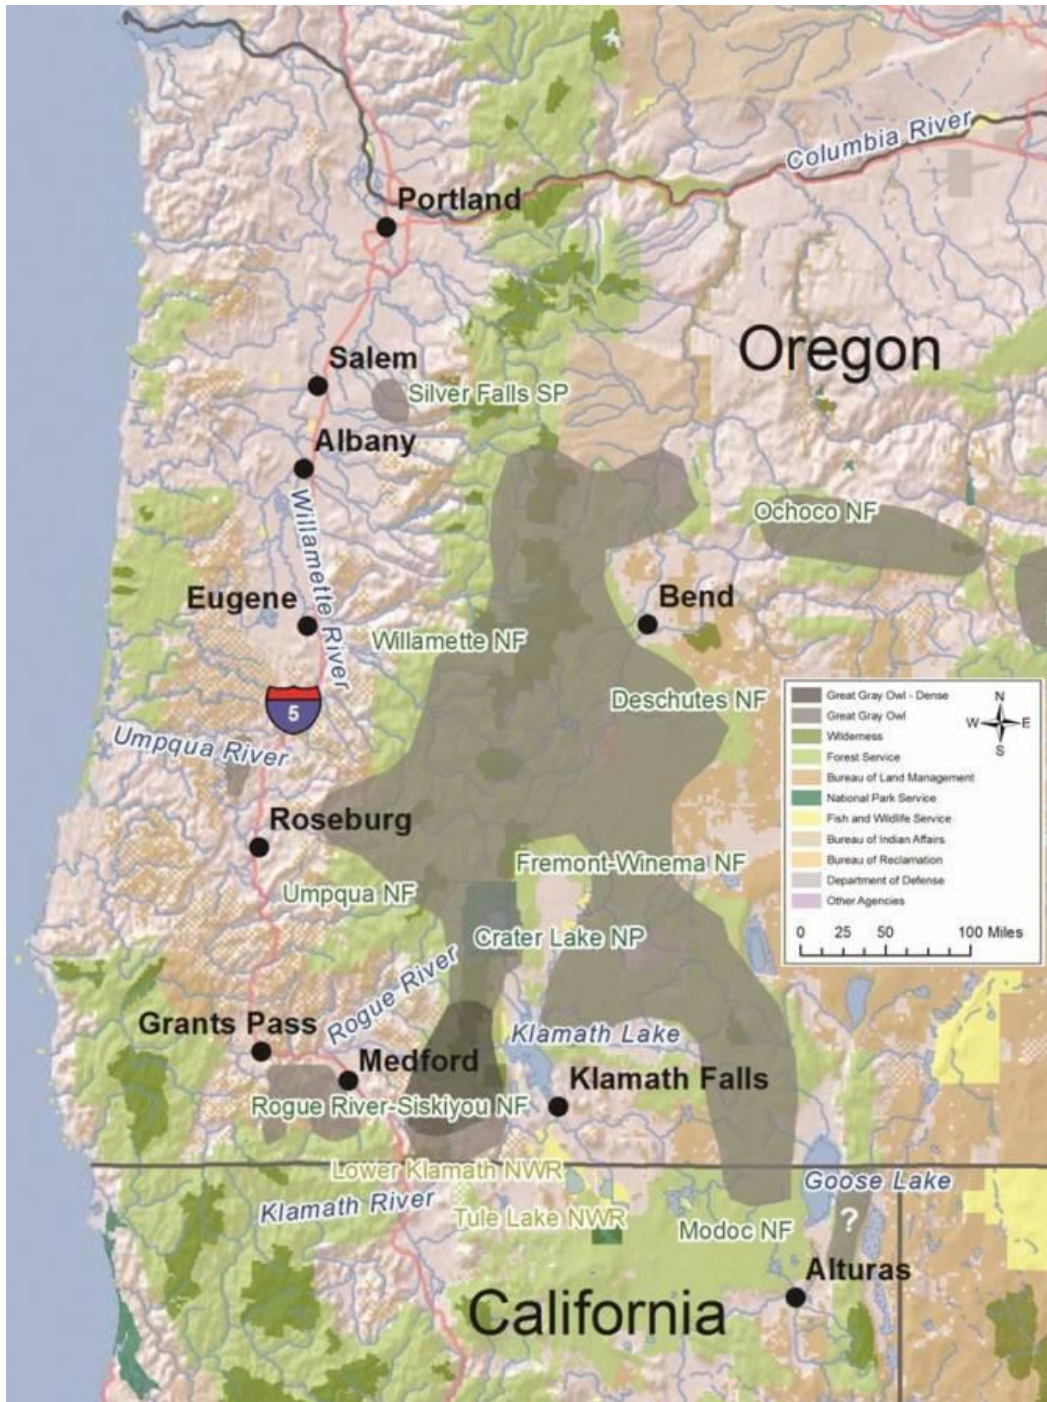 Columbia River
Portland
Oregon
Salem
Silver Falls SP
Albany
Willamette River
Ochoco NF
Eugene
Bend
Willamette NF
Deschutes NF
5
Umpqua River
Great Gray Owl - Dense
Great Gray Owl
Wilderness
Forest Service
Bureau of Land Management
National Park Service
Fish and Wildlife Service
Bureau of Indian Affairs
Bureau of Reclamation
Department of Defense
Other Agencies
N
W E
S
0 25 50 100 Miles
Roseburg
Fremont-Winema NF
Umpqua NF
Crater Lake NP
Rogue River
Grants Pass
Klamath Lake
Medford
Klamath Falls
Rogue River-Siskiyou NF
Lower Klamath NWR
Goose Lake
Klamath River
Tule Lake NWR
Modoc NF
?
Alturas
California